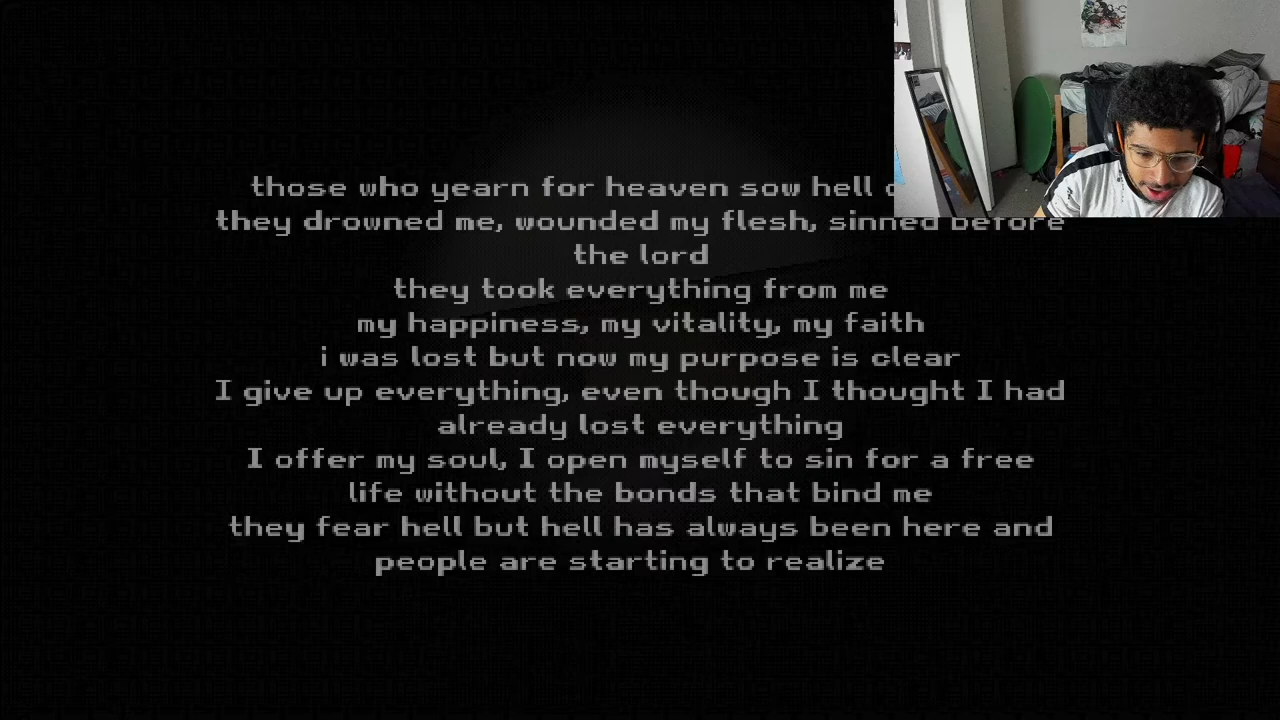 those who yearn for heaven sow hell
they drowned me, wounded my flesh, sinned before
the lord
they took everything from me
my happiness, my vitality, my faith
i was lost but now my purpose is clear
I give up everything, even though I thought I had
already lost everything
I offer my soul, I open myself to sin for a free
life without the bonds that bind me
they fear hell but hell has always been here and
people are starting to realize